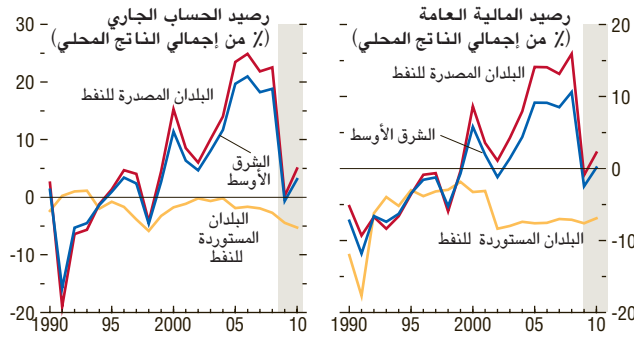 رصيد المالية العامة
(٪ من إجمالي الناتج المحلي)
20
10
0
-10
-20
البلدان المصدرة للنفط
الشرق الأوسط
البلدان المستوردة للنفط
1990 95 2000 05 10
رصيد الحساب الجاري
(٪ من إجمالي الناتج المحلي)
30
20
10
0
-10
-20
البلدان المصدرة للنفط
الشرق
الأوسط
البلدان
المستوردة
للنفط
1990 95 2000 05 10